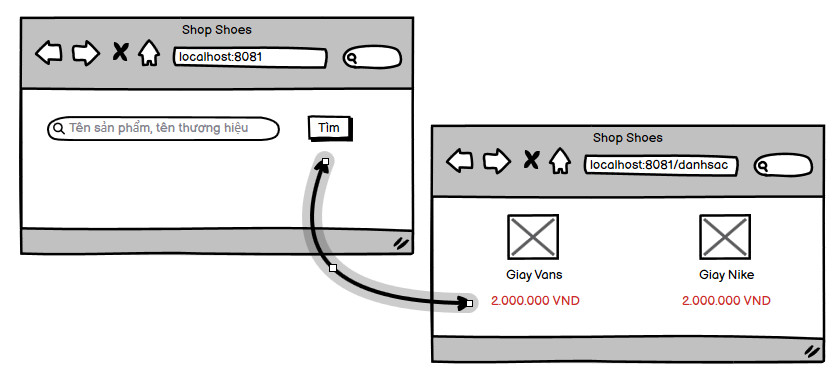 Shop Shoes
localhost:8081
Tên sản phẩm, tên thương hiệu
Tìm
Shop Shoes
localhost:8081/danhsac
Giay Vans
Giay Nike
2.000.000 VND
2.000.000 VND